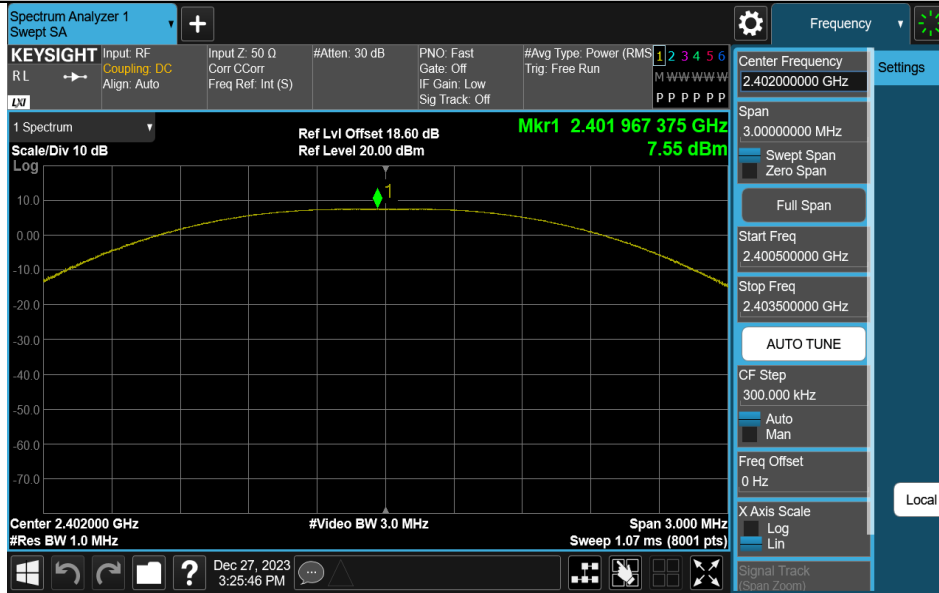 Spectrum Analyzer 1
Swept SA
+
Frequency
KEYSIGHT
R L
LXI
Input: RF
Coupling: DC
Align: Auto
Input Z: 50 Ω
Corr CCorr
Freq Ref: Int (S)
#Atten: 30 dB
PNO: Fast
Gate: Off
IF Gain: Low
Sig Track: Off
#Avg Type: Power (RMS
Trig: Free Run
1 2 3 4 5 6
M W W W W W
P P P P P P
1 Spectrum
Scale/Div 10 dB
Log
Ref Lvl Offset 18.60 dB
Ref Level 20.00 dBm
Mkr1 2.401 967 375 GHz
7.55 dBm
1
10.0
0.00
-10.0
-20.0
-30.0
-40.0
-50.0
-60.0
-70.0
Center 2.402000 GHz
#Res BW 1.0 MHz
#Video BW 3.0 MHz
Span 3.000 MHz
Sweep 1.07 ms (8001 pts)
?
Dec 27, 2023
3:25:46 PM
Center Frequency
2.402000000 GHz
Span
3.00000000 MHz
Swept Span
Zero Span
Full Span
Start Freq
2.400500000 GHz
Stop Freq
2.403500000 GHz
AUTO TUNE
CF Step
300.000 kHz
Auto
Man
Freq Offset
0 Hz
X Axis Scale
Log
Lin
Signal Track
(Span Zoom)
Settings
Local